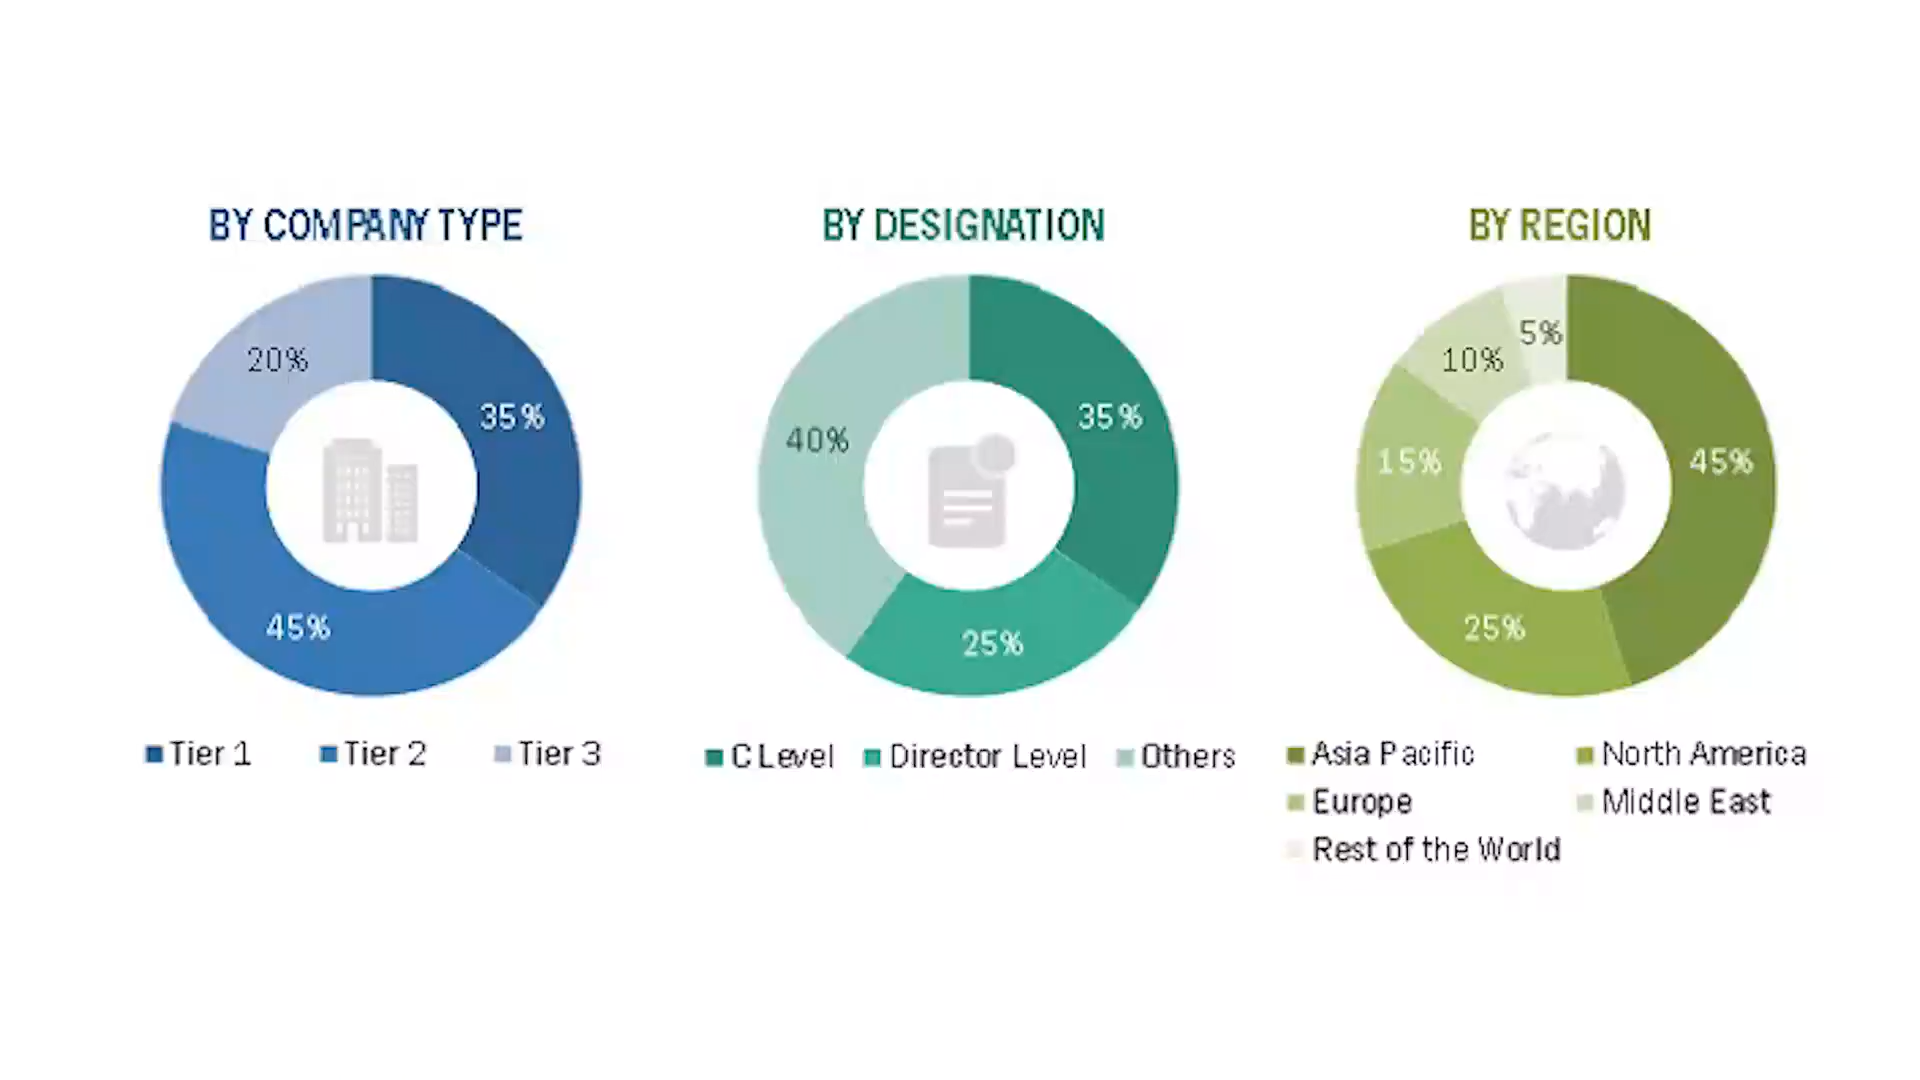 BY COMPANY TYPE
20%
35%
45%
Tier 1 Tier 2 Tier 3
BY DESIGNATION
35%
40%
25%
C Level Director Level Others
BY REGION
5%
10%
15%
45%
25%
Asia Pacific North America
Europe Middle East
Rest of the World